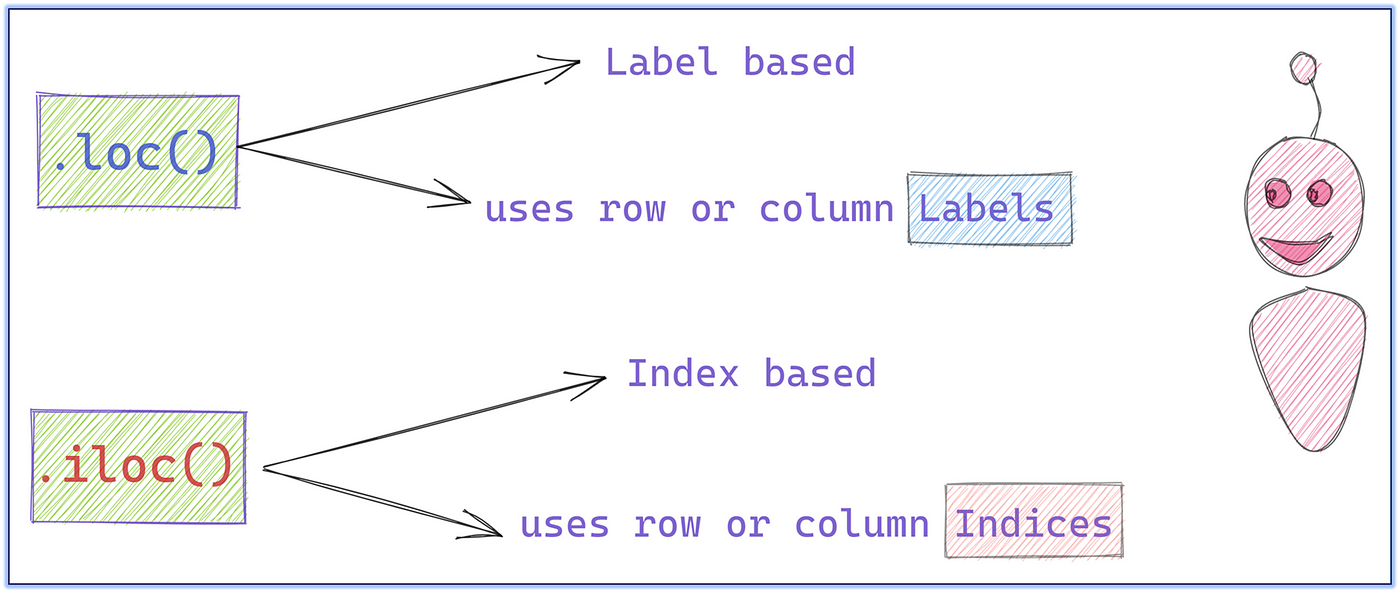 .loc()
Label based
uses row or column Labels
.iloc()
Index based
uses row or column Indices